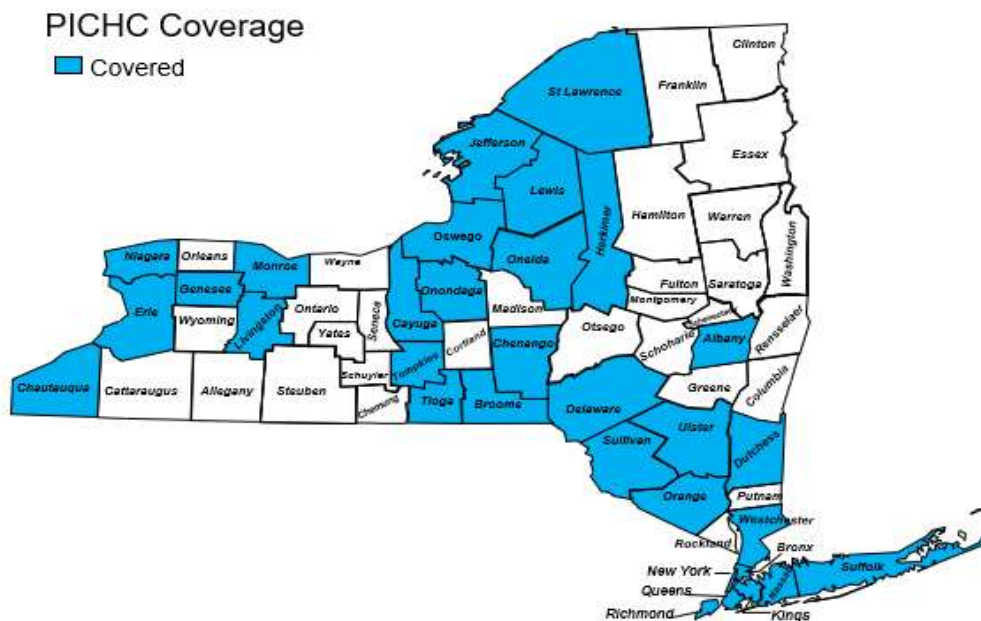 PICHC Coverage
Covered
Clinton
Franklin
St Lawrence
Jefferson
Essex
Lewis
Hamilton
Warren
Herkimer
Washington
Oswego
Oneida
Niagara
Orleans
Monroe
Wayne
Fulton
Saratoga
Genesee
Onondaga
Madison
Montgomery
Erie
Wyoming
Livingston
Ontario
Seneca
Cayuga
Yates
Cortland
Chenango
Otsego
Schoharie
Schenectady
Albany
Rensselaer
Chautauqua
Cattaraugus
Allegany
Steuben
Schuyler
Tompkins
Chemung
Tioga
Broome
Delaware
Greene
Columbia
Ulster
Sullivan
Dutchess
Orange
Putnam
Westchester
Rockland
Bronx
New York
Suffolk
Nassau
Queens
Richmond
Kings